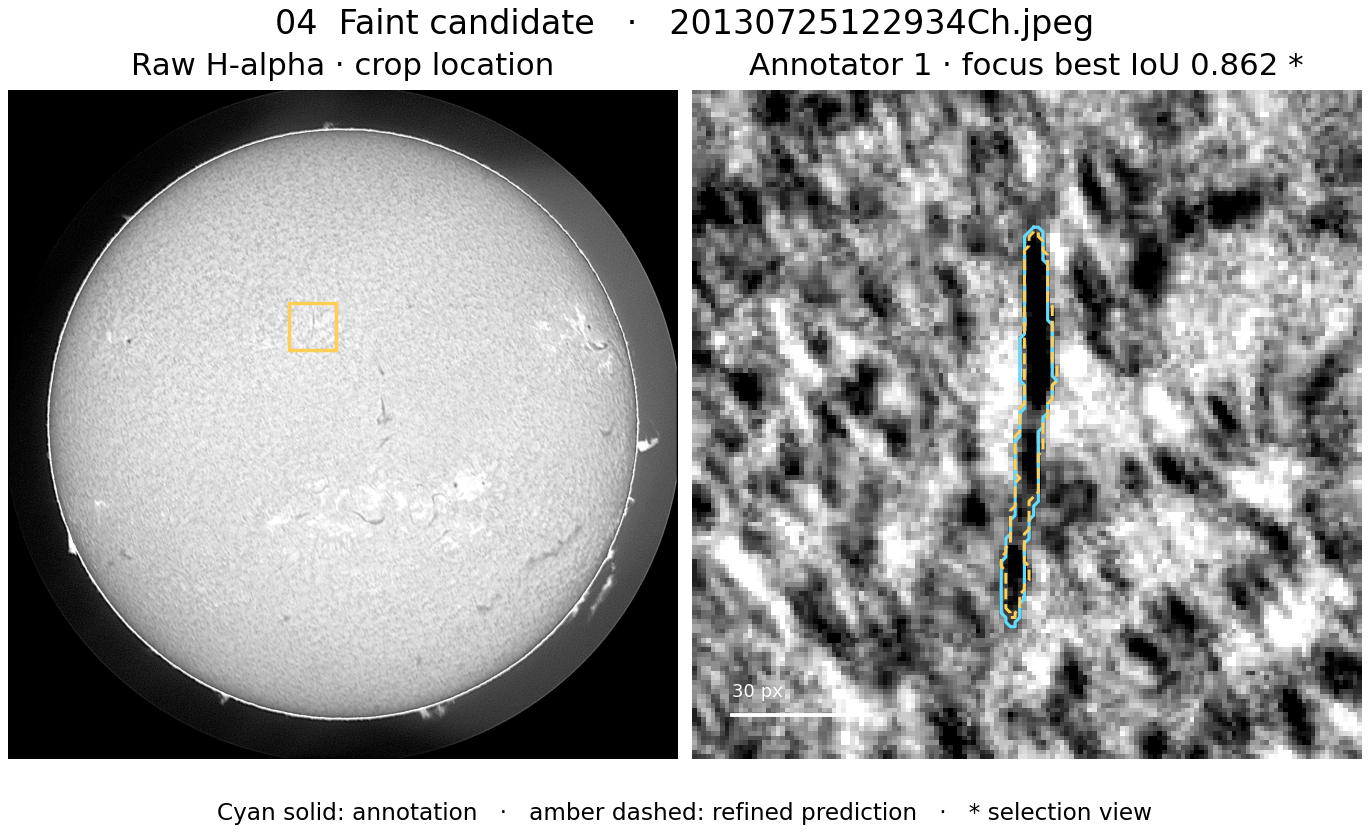 04  Faint candidate   ·   20130725122934Ch.jpeg
Raw H-alpha · crop location
Annotator 1 · focus best IoU 0.862 *
30 px
Cyan solid: annotation   ·   amber dashed: refined prediction   ·   * selection view